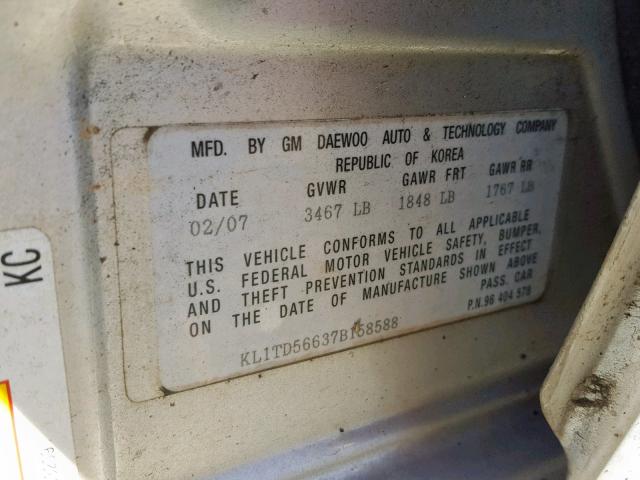 MFD. BY GM DAEWOO AUTO & TECHNOLOGY COMPANY
REPUBLIC OF KOREA
DATE GVWR GAWR FRT GAWR RR
02/07 3467 LB 1848 LB 1767 LB
THIS VEHICLE CONFORMS TO ALL APPLICABLE
U.S. FEDERAL MOTOR VEHICLE SAFETY, BUMPER,
AND THEFT PREVENTION STANDARDS IN EFFECT
ON THE DATE OF MANUFACTURE SHOWN ABOVE
PASS. CAR
P.N.96 404 578
KL1TD56637B158588
KC